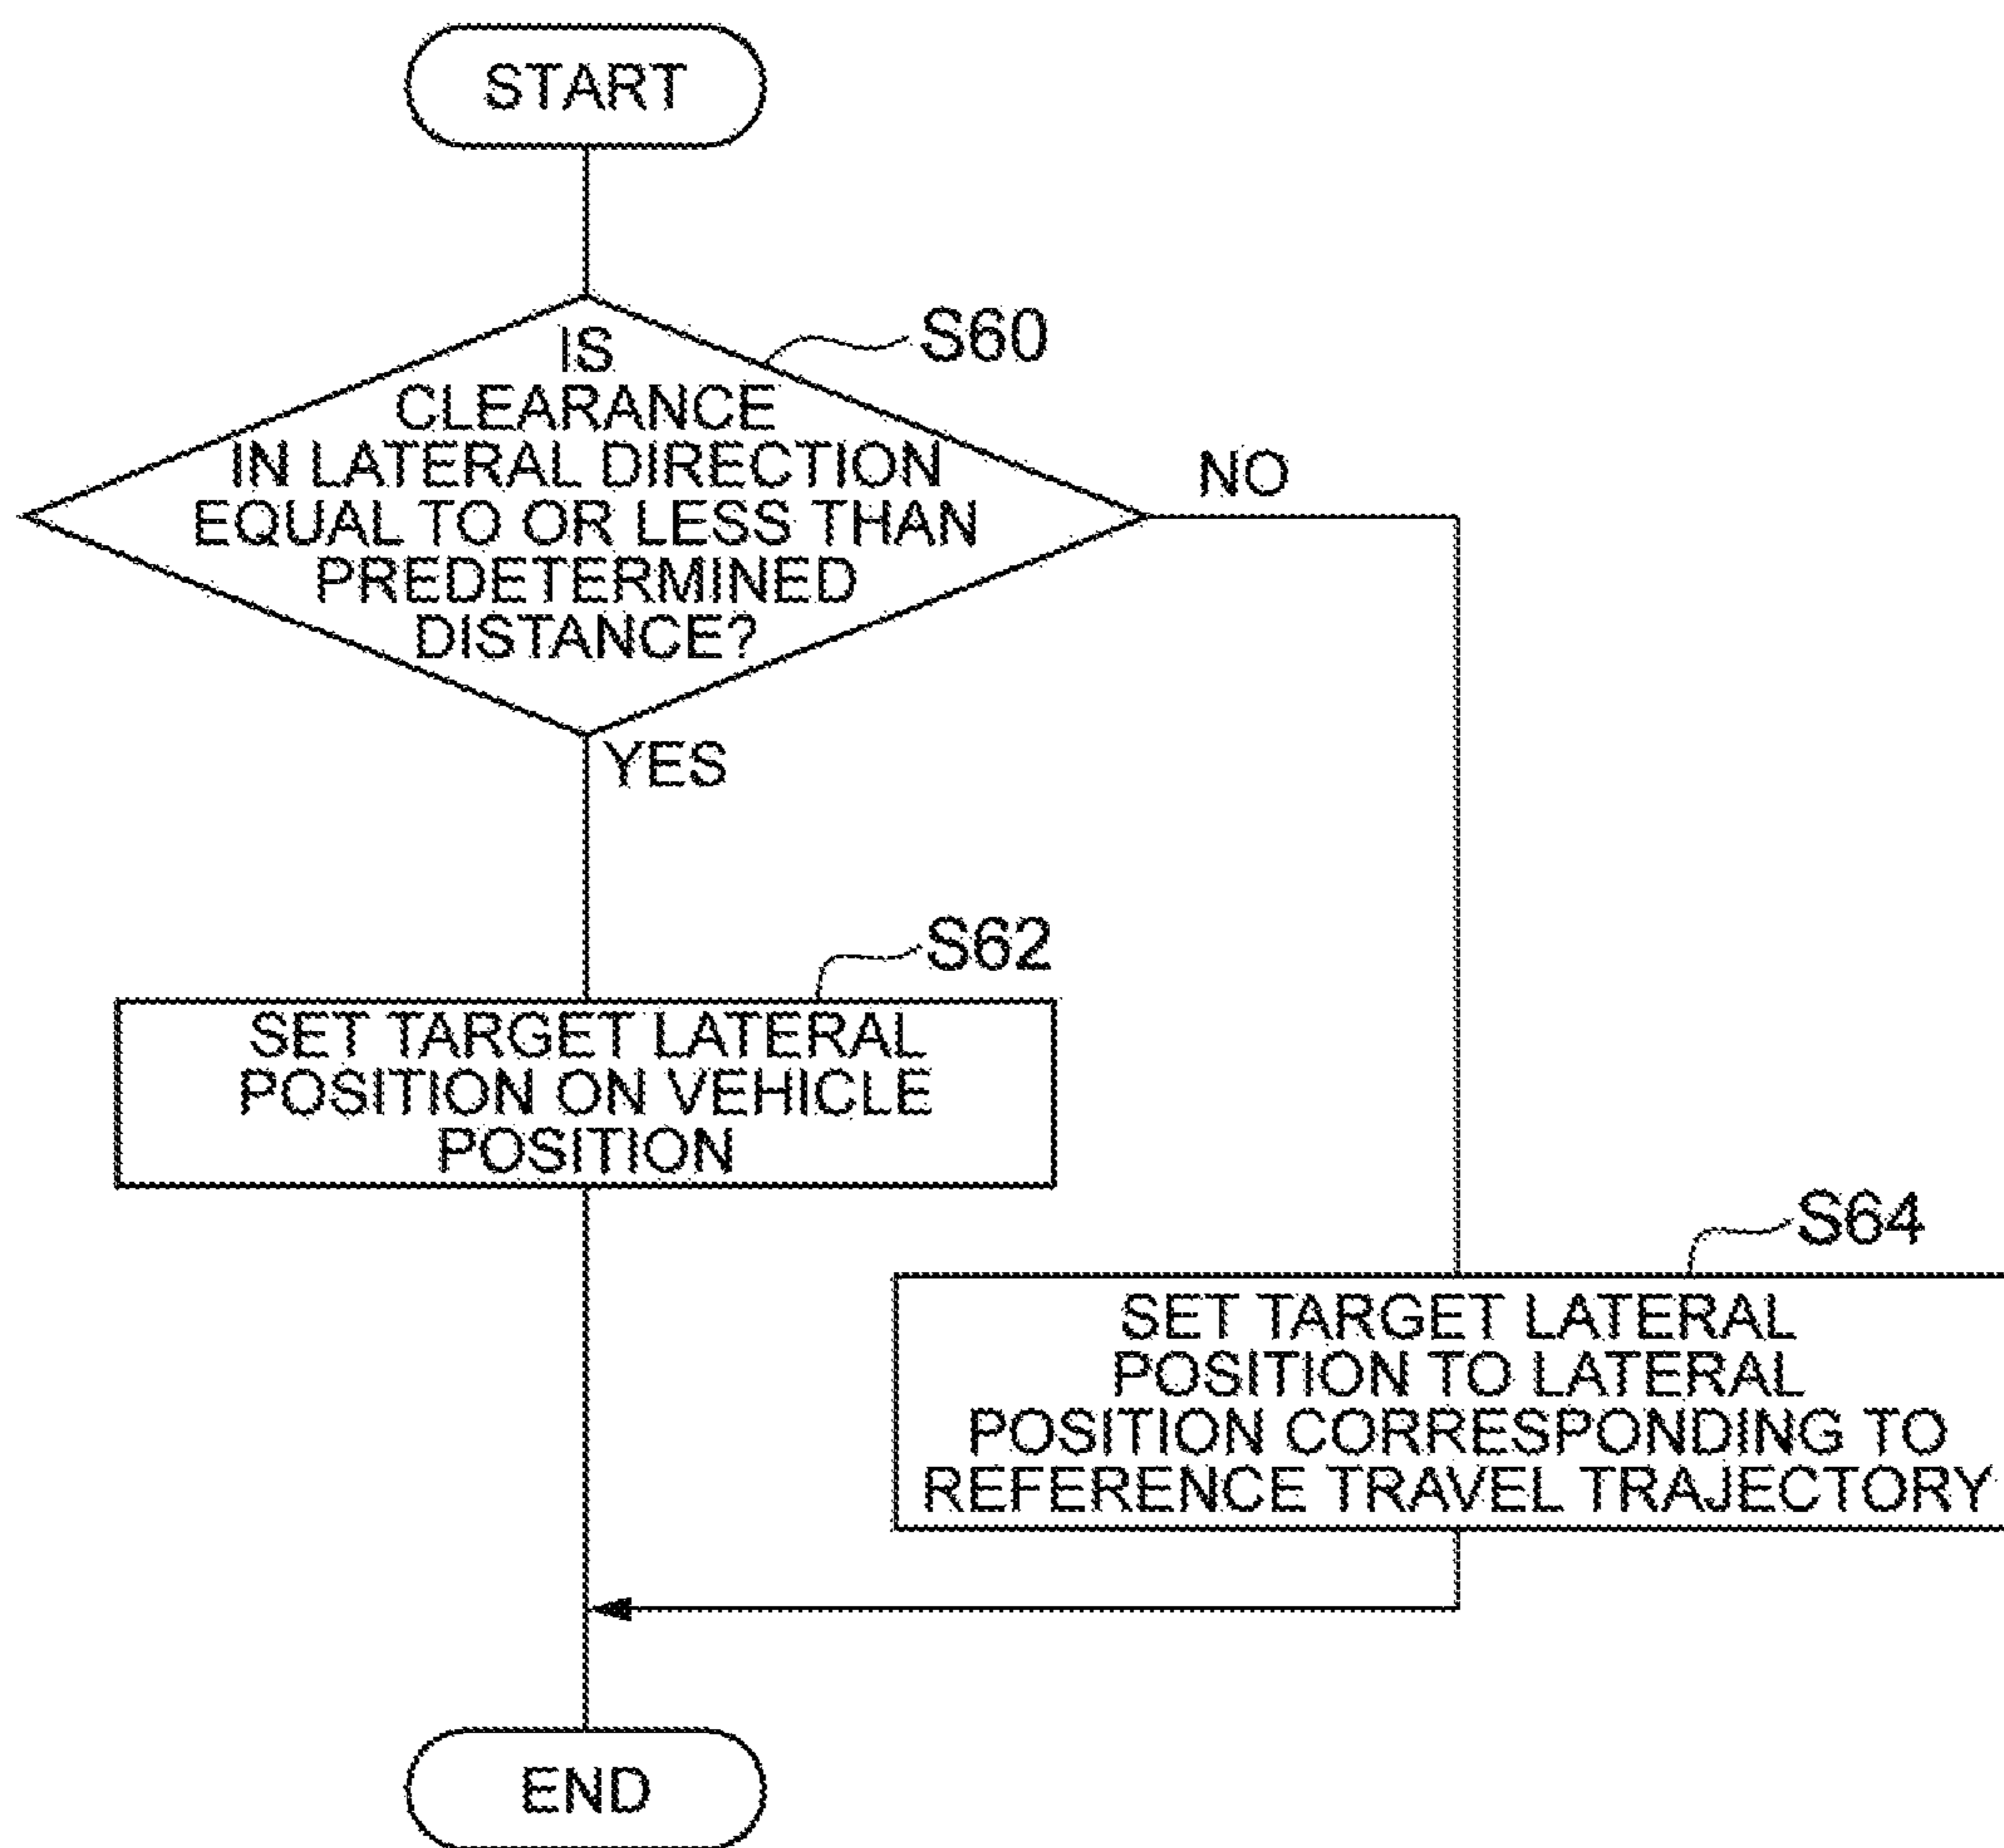 START
S60
IS
CLEARANCE
IN LATERAL DIRECTION
EQUAL TO OR LESS THAN
PREDETERMINED
DISTANCE?
NO
YES
S62
SET TARGET LATERAL
POSITION ON VEHICLE
POSITION
S64
SET TARGET LATERAL
POSITION TO LATERAL
POSITION CORRESPONDING TO
REFERENCE TRAVEL TRAJECTORY
END